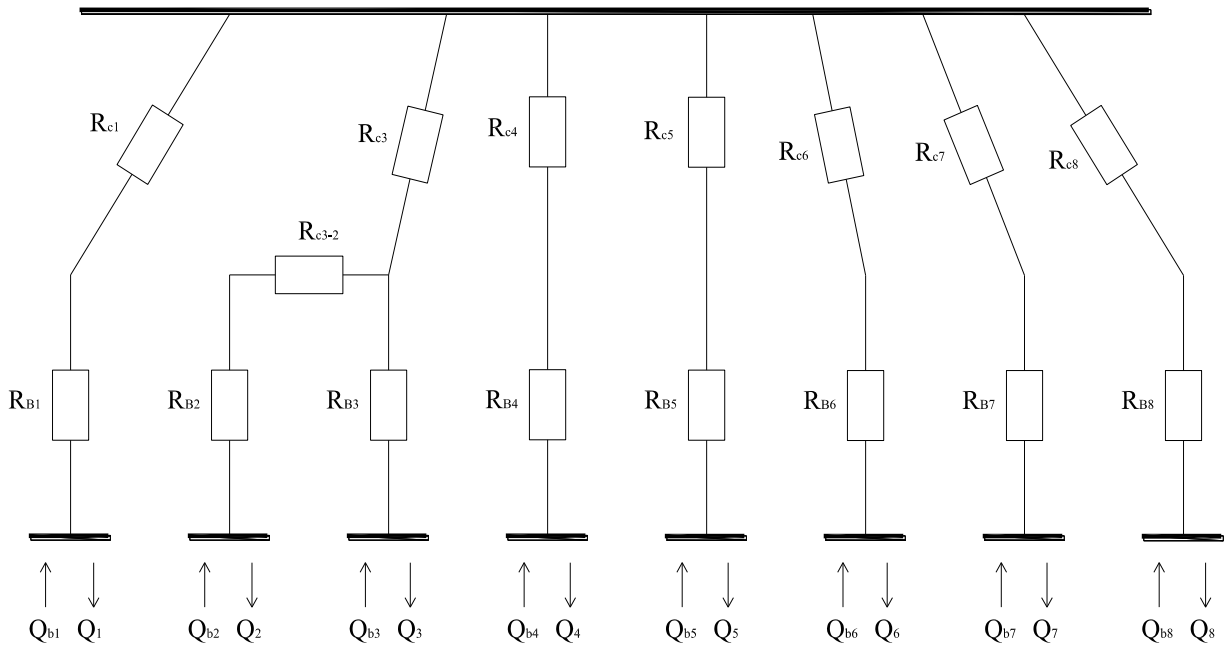 Rc1
Rc3
Rc4
Rc5
Rc6
Rc7
Rc8
Rc3-2
RB1
RB2
RB3
RB4
RB5
RB6
RB7
RB8
Qb1 Q1
Qb2 Q2
Qb3 Q3
Qb4 Q4
Qb5 Q5
Qb6 Q6
Qb7 Q7
Qb8 Q8